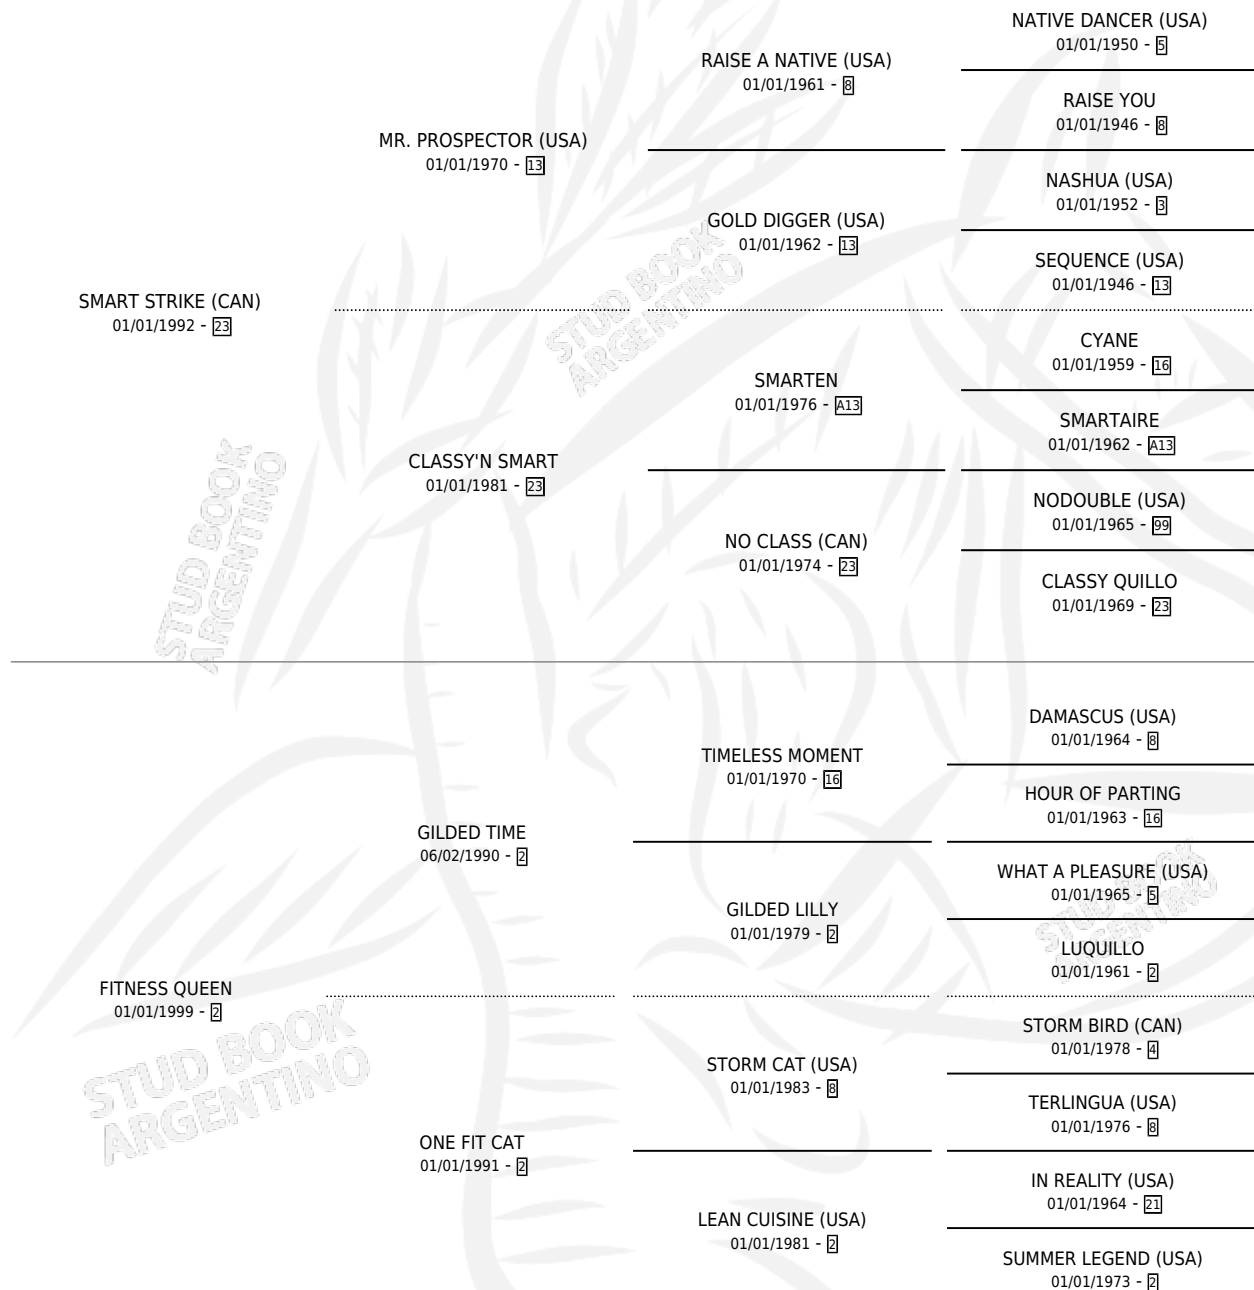 NATIVE DANCER (USA)
01/01/1950 - 5
RAISE A NATIVE (USA)
01/01/1961 - 8
RAISE YOU
01/01/1946 - 8
MR. PROSPECTOR (USA)
01/01/1970 - 13
NASHUA (USA)
01/01/1952 - 3
GOLD DIGGER (USA)
01/01/1962 - 13
SEQUENCE (USA)
01/01/1946 - 13
SMART STRIKE (CAN)
01/01/1992 - 23
STUD BOOK
ARGENTINO
CYANE
01/01/1959 - 16
SMARTEN
01/01/1976 - A13
SMARTAIRE
01/01/1962 - A13
CLASSY'N SMART
01/01/1981 - 23
NODOUBLE (USA)
01/01/1965 - 99
NO CLASS (CAN)
01/01/1974 - 23
CLASSY QUILLO
01/01/1969 - 23
STUD BOOK
ARGENTINO
DAMASCUS (USA)
01/01/1964 - 8
TIMELESS MOMENT
01/01/1970 - 16
HOUR OF PARTING
01/01/1963 - 16
GILDED TIME
06/02/1990 - 2
WHAT A PLEASURE (USA)
01/01/1965 - 5
GILDED LILLY
01/01/1979 - 2
LUQUILLO
01/01/1961 - 2
STUD BOOK
ARGENTINO
FITNESS QUEEN
01/01/1999 - 2
STORM BIRD (CAN)
01/01/1978 - 4
STORM CAT (USA)
01/01/1983 - 8
TERLINGUA (USA)
01/01/1976 - 8
STUD BOOK
ARGENTINO
ONE FIT CAT
01/01/1991 - 2
IN REALITY (USA)
01/01/1964 - 21
LEAN CUISINE (USA)
01/01/1981 - 2
SUMMER LEGEND (USA)
01/01/1973 - 2